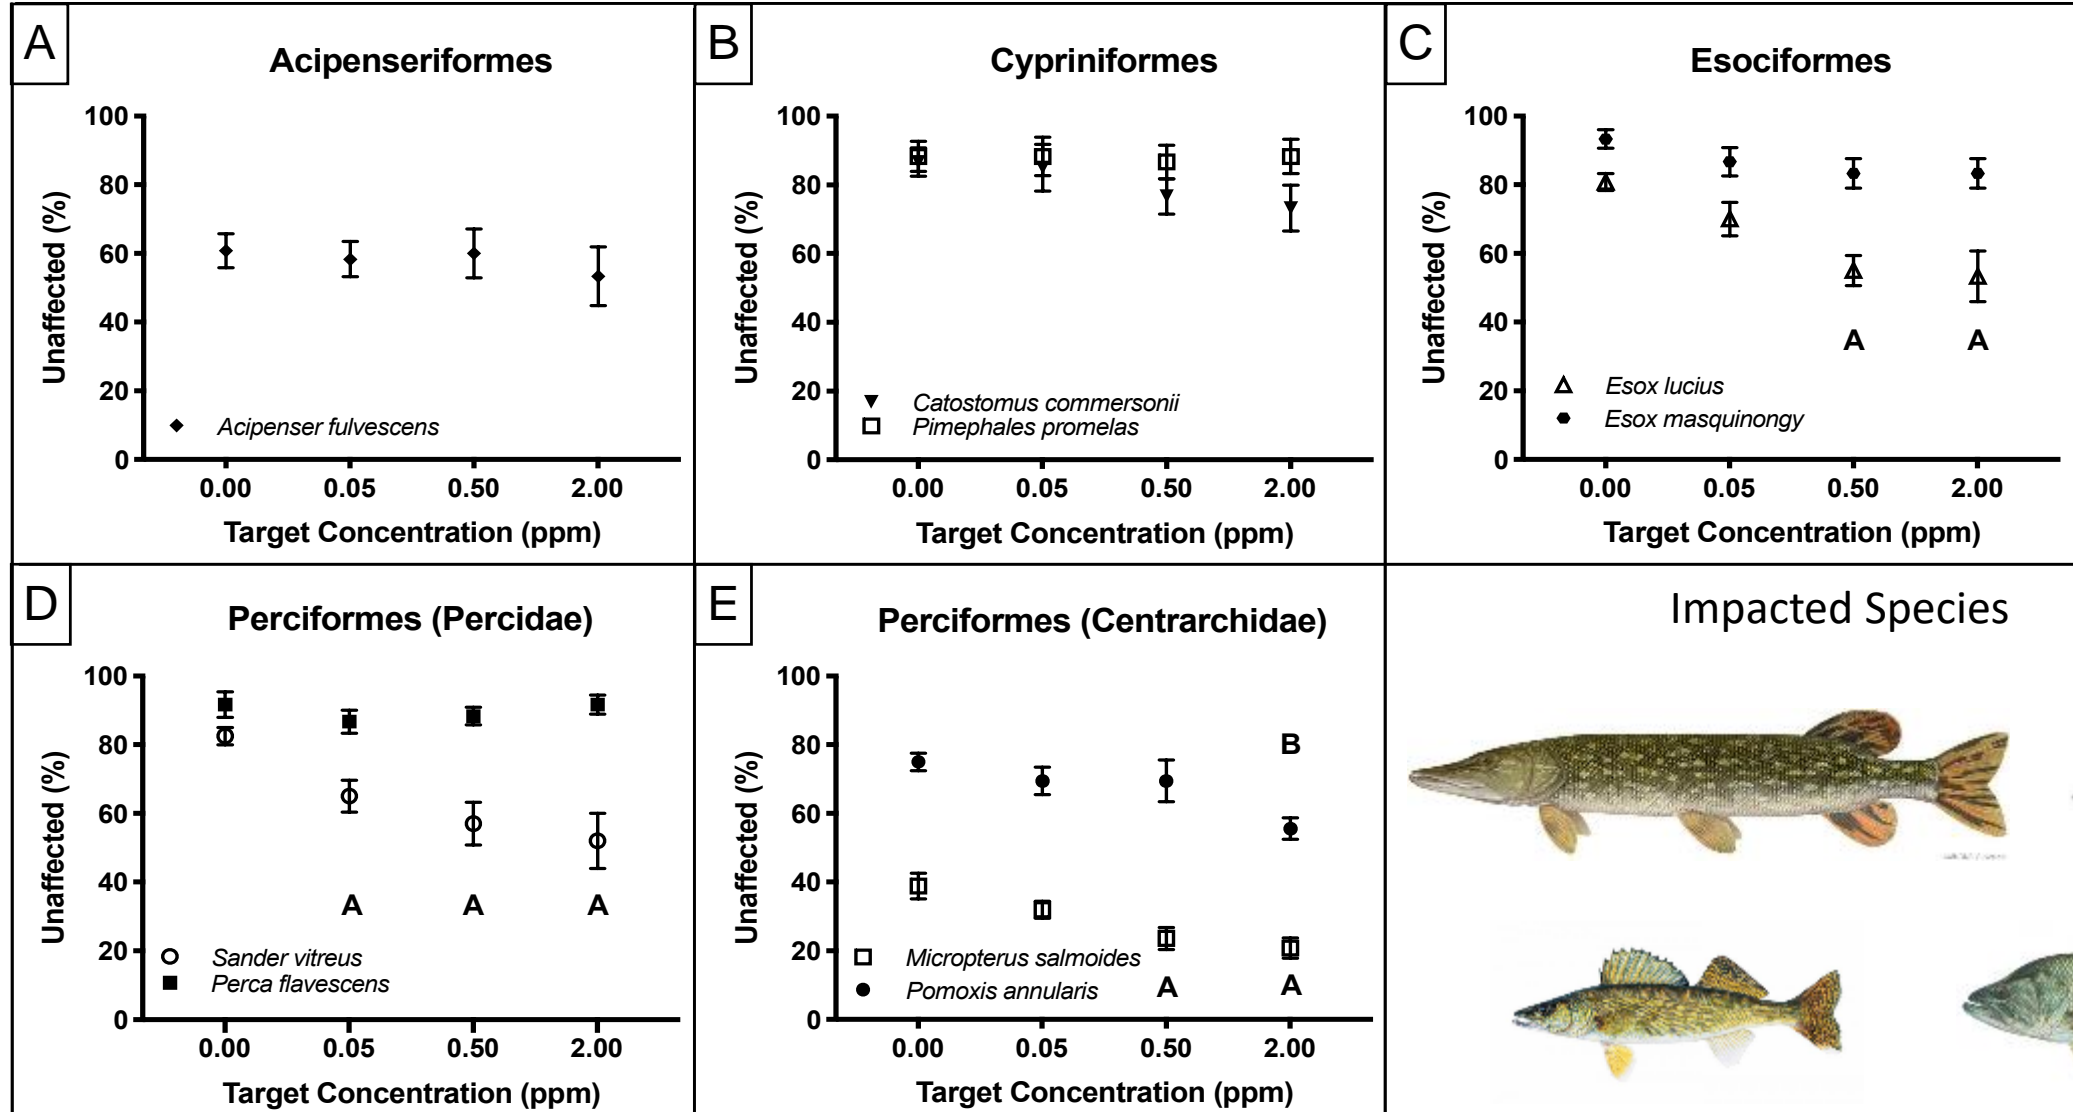 A
Acipenseriformes
100
80
60
40
20
0
Unaffected (%)
Acipenser fulvescens
0.00 0.05 0.50 2.00
Target Concentration (ppm)
B
Cypriniformes
100
80
60
40
20
0
Unaffected (%)
Catostomus commersonii
Pimephales promelas
0.00 0.05 0.50 2.00
Target Concentration (ppm)
C
Esociformes
100
80
60
40
20
0
Unaffected (%)
A A
Esox lucius
Esox masquinongy
0.00 0.05 0.50 2.00
Target Concentration (ppm)
D
Perciformes (Percidae)
100
80
60
40
20
0
Unaffected (%)
A A A
Sander vitreus
Perca flavescens
0.00 0.05 0.50 2.00
Target Concentration (ppm)
E
Perciformes (Centrarchidae)
100
80
60
40
20
0
Unaffected (%)
B
Micropterus salmoides
Pomoxis annularis
A A
0.00 0.05 0.50 2.00
Target Concentration (ppm)
Impacted Species